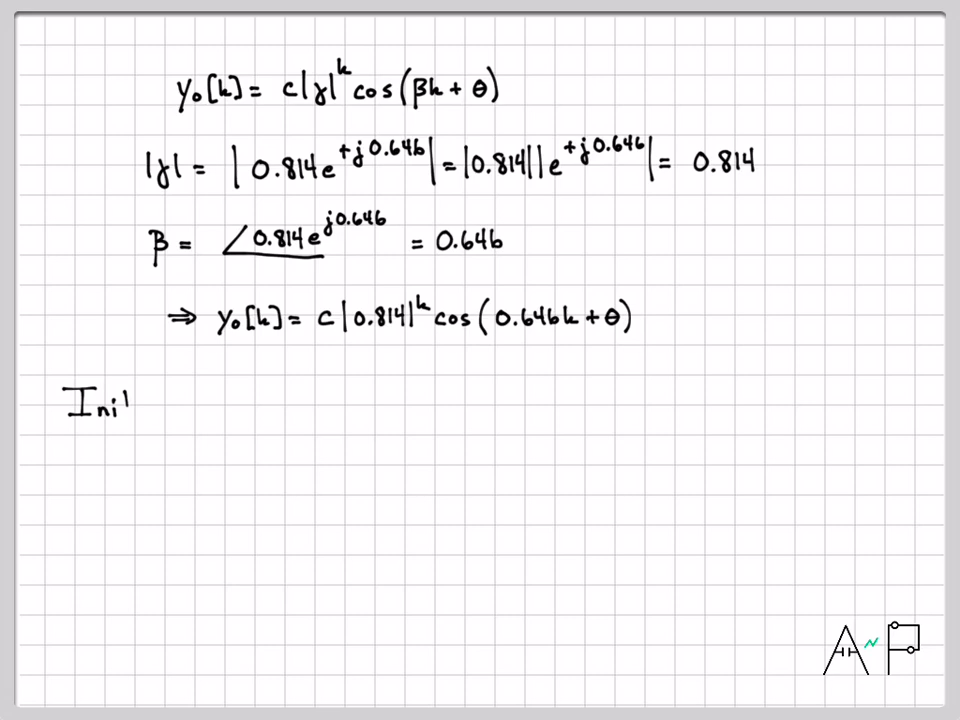 y₀[k] = c|γ|ᵏ cos(βk + θ)
|γ| = |0.814e^{+j0.646}| = |0.814||e^{+j0.646}| = 0.814
β = ∠0.814e^{j0.646} = 0.646
⇒ y₀[k] = c|0.814|ᵏ cos(0.646k + θ)
Ini